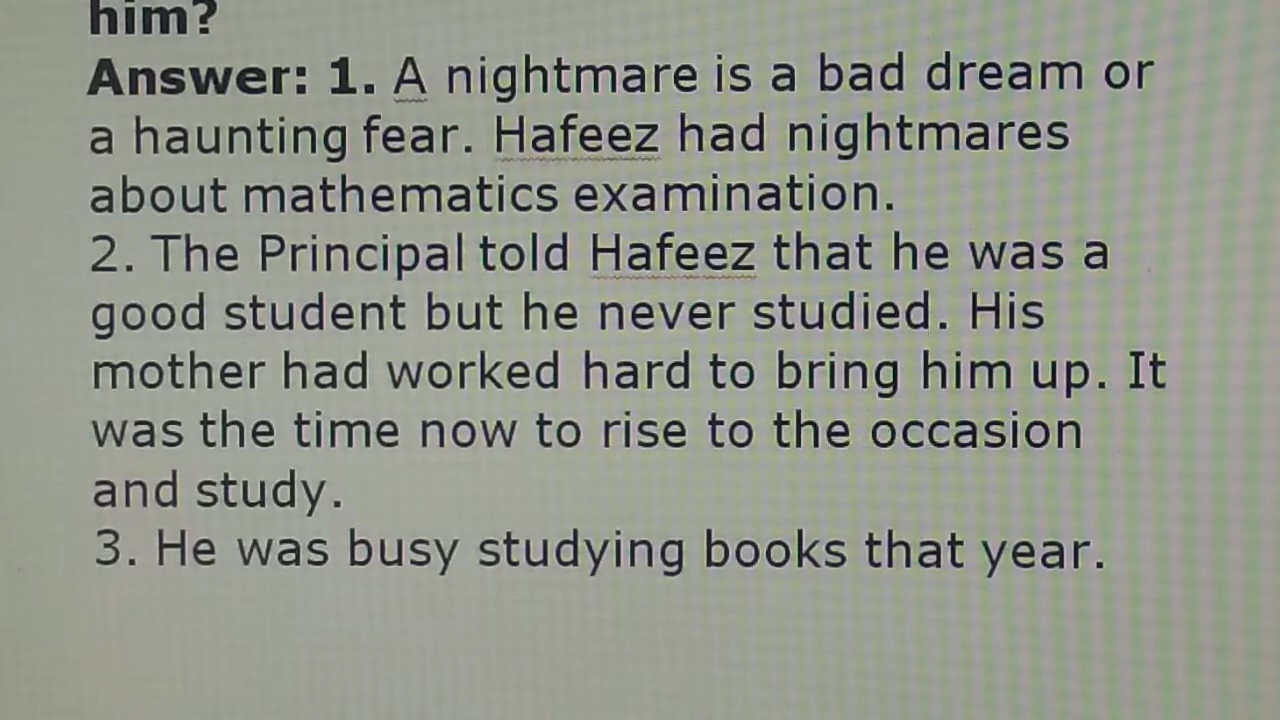 him?
Answer: 1. A nightmare is a bad dream or
a haunting fear. Hafeez had nightmares
about mathematics examination.
2. The Principal told Hafeez that he was a
good student but he never studied. His
mother had worked hard to bring him up. It
was the time now to rise to the occasion
and study.
3. He was busy studying books that year.